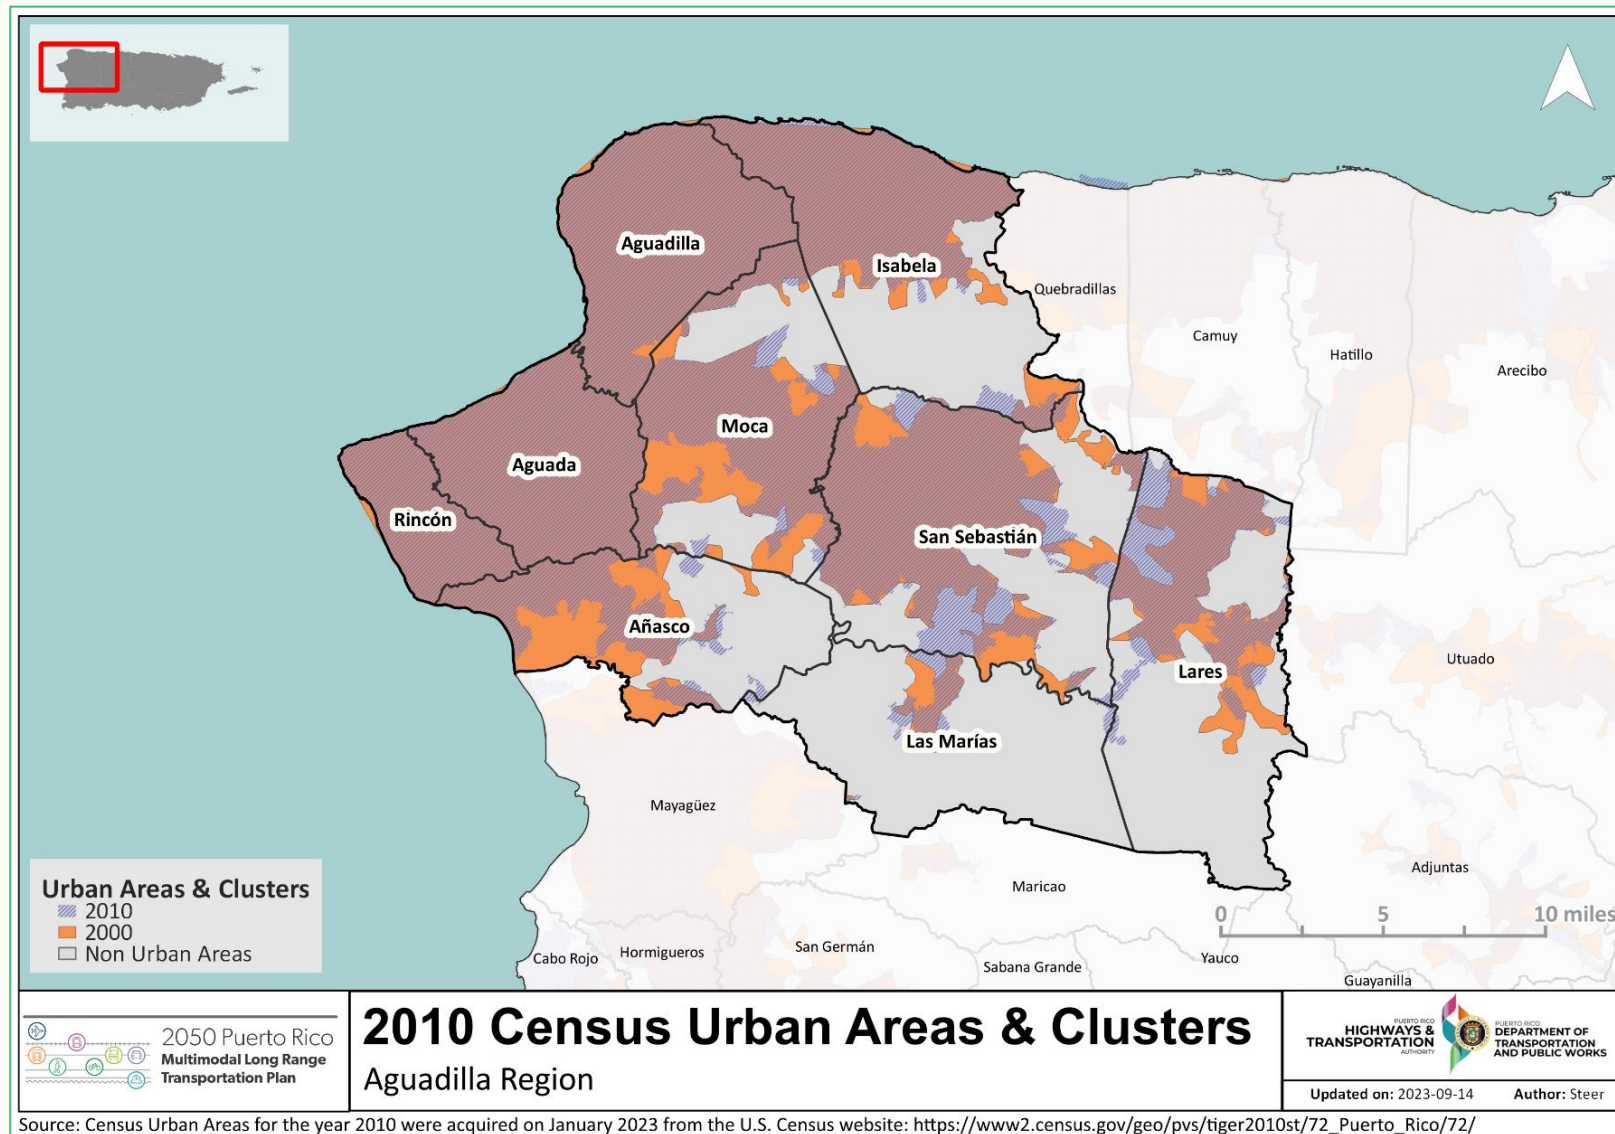 Aguadilla
Isabela
Quebradillas
Camuy
Hatillo
Arecibo
Moca
Aguada
Rincón
San Sebastián
Añasco
Lares
Utuado
Las Marías
Mayagüez
Adjuntas
Maricao
Cabo Rojo
Hormigueros
San Germán
Sabana Grande
Yauco
Guayanilla
0 5 10 miles
Urban Areas & Clusters
2010
2000
Non Urban Areas
2050 Puerto Rico
Multimodal Long Range
Transportation Plan
2010 Census Urban Areas & Clusters
Aguadilla Region
PUERTO RICO
HIGHWAYS &
TRANSPORTATION
AUTHORITY
PUERTO RICO
DEPARTMENT OF
TRANSPORTATION
AND PUBLIC WORKS
Updated on: 2023-09-14 Author: Steer
Source: Census Urban Areas for the year 2010 were acquired on January 2023 from the U.S. Census website: https://www2.census.gov/geo/pvs/tiger2010st/72_Puerto_Rico/72/